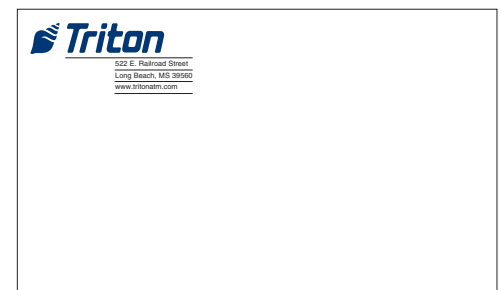 Triton
522 E. Railroad Street
Long Beach, MS 39560
www.tritonatm.com